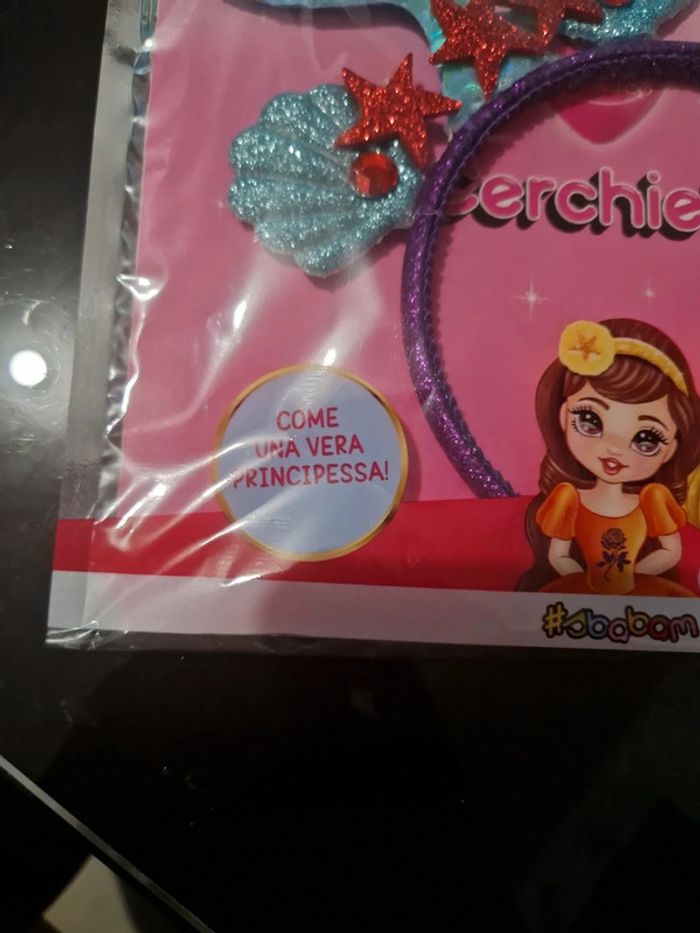 cerchie
COME
UNA VERA
PRINCIPESSA!
#sbabam